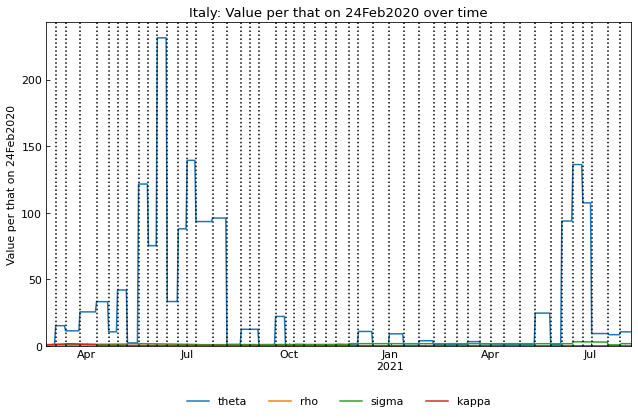 Italy: Value per that on 24Feb2020 over time
Value per that on 24Feb2020
200
150
100
50
0
Apr Jul Oct Jan Apr Jul
2021
theta rho sigma kappa